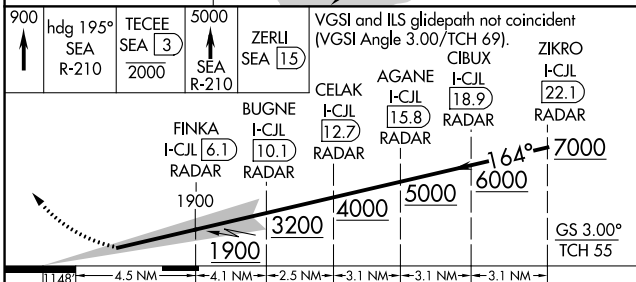 900
hdg 195°
SEA
R-210
TECEE
SEA 3
2000
5000
SEA
R-210
ZERLI
SEA 15
VGSI and ILS glidepath not coincident
(VGSI Angle 3.00/TCH 69).
ZIKRO
I-CJL
22.1
RADAR
CIBUX
I-CJL
18.9
RADAR
AGANE
I-CJL
15.8
RADAR
CELAK
I-CJL
12.7
RADAR
BUGNE
I-CJL
10.1
RADAR
FINKA
I-CJL 6.1
RADAR
164°
7000
6000
5000
4000
3200
1900
1900
GS 3.00°
TCH 55
1148'
4.5 NM
4.1 NM
2.5 NM
3.1 NM
3.1 NM
3.1 NM